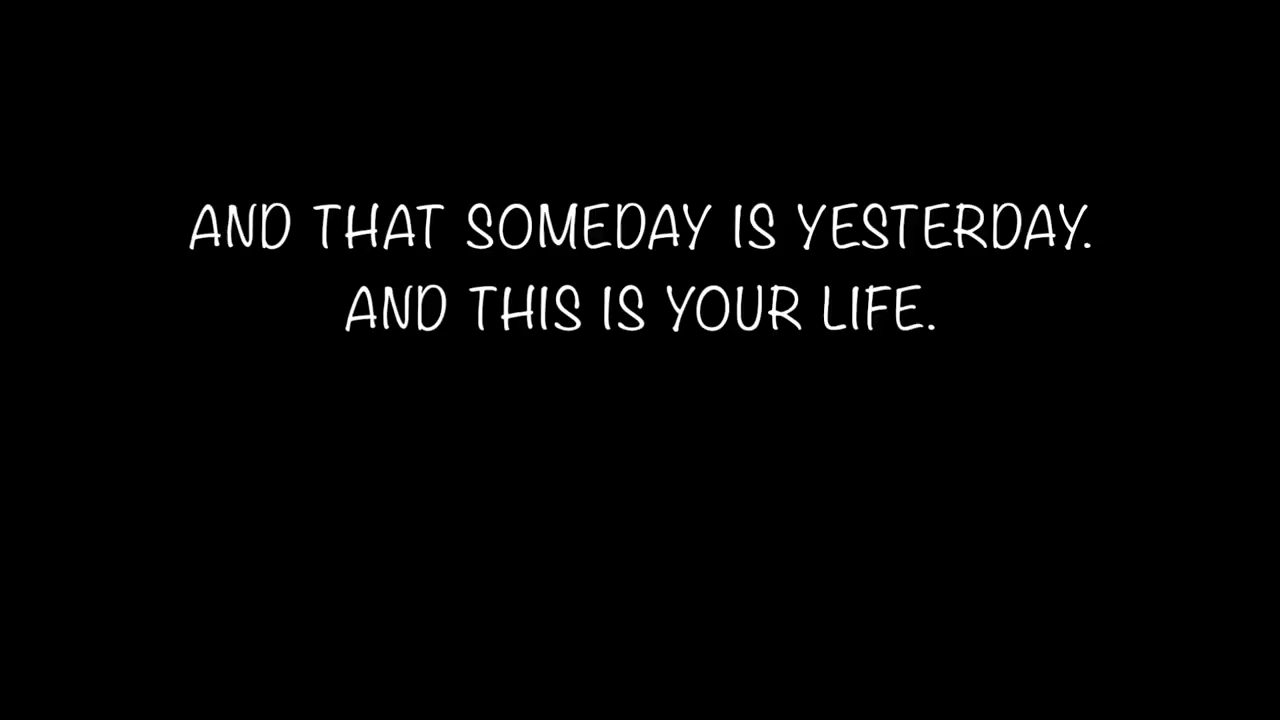 AND THAT SOMEDAY IS YESTERDAY.
AND THIS IS YOUR LIFE.